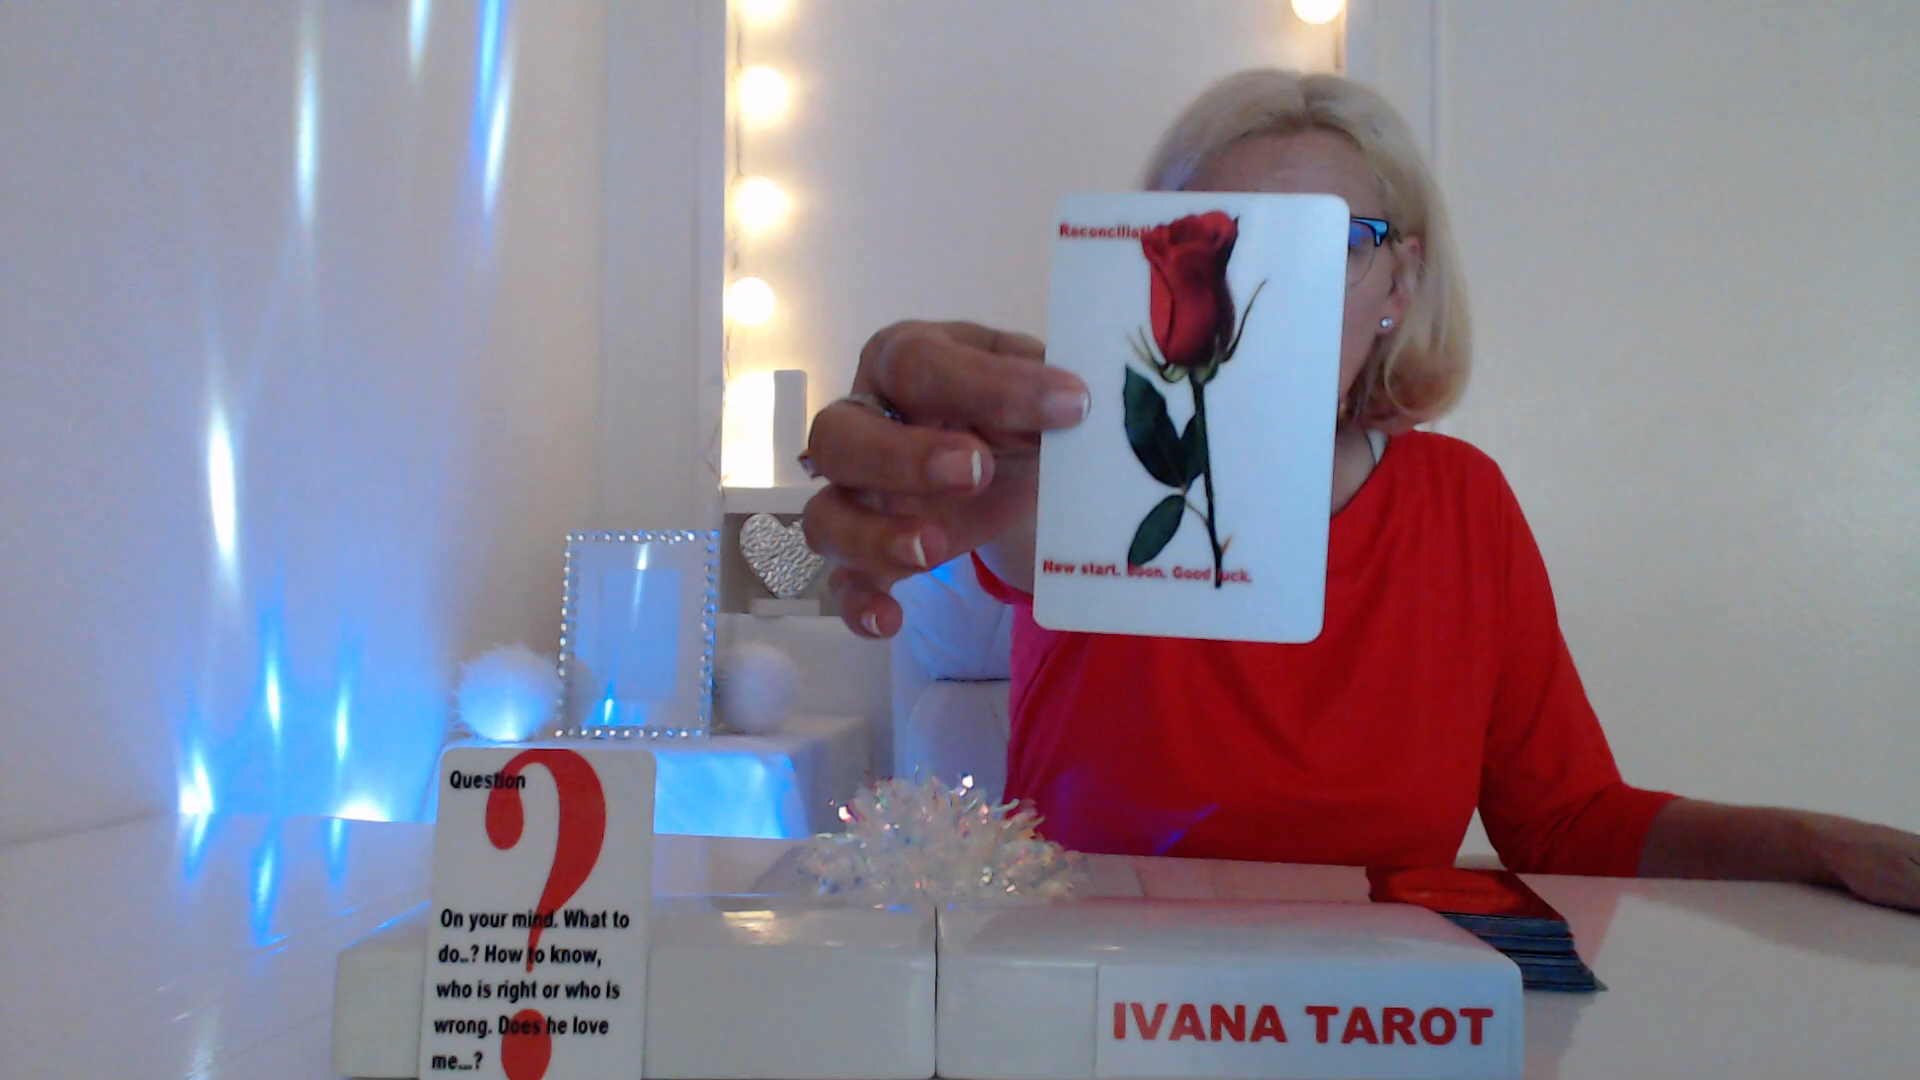 New start. Soon. Good luck.
Question
On your mind. What to
do..? How to know,
who is right or who is
wrong. Does he love
me...?
IVANA TAROT